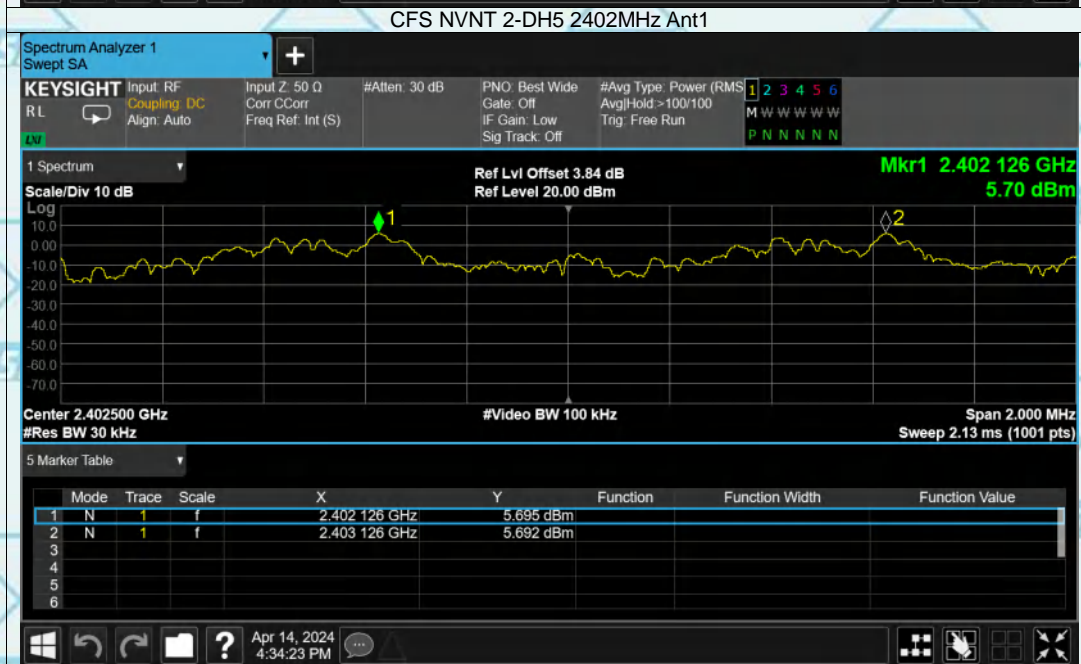 CFS NVNT 2-DH5 2402MHz Ant1
Spectrum Analyzer 1
Swept SA
+
KEYSIGHT Input: RF Input Z: 50 Ω #Atten: 30 dB PNO: Best Wide #Avg Type: Power (RMS 1 2 3 4 5 6
RL Coupling: DC Corr CCorr Gate: Off Avg|Hold:>100/100 M W W W W W
Align: Auto Freq Ref: Int (S) IF Gain: Low Trig: Free Run
LXI Sig Track: Off P N N N N N
1 Spectrum Ref Lvl Offset 3.84 dB Mkr1 2.402 126 GHz
Scale/Div 10 dB Ref Level 20.00 dBm 5.70 dBm
Log
1 2
10.0
0.00
-10.0
-20.0
-30.0
-40.0
-50.0
-60.0
-70.0
Center 2.402500 GHz #Video BW 100 kHz Span 2.000 MHz
#Res BW 30 kHz Sweep 2.13 ms (1001 pts)
5 Marker Table
Mode Trace Scale X Y Function Function Width Function Value
1 N 1 f 2.402 126 GHz 5.695 dBm
2 N 1 f 2.403 126 GHz 5.692 dBm
3
4
5
6
? Apr 14, 2024
4:34:23 PM